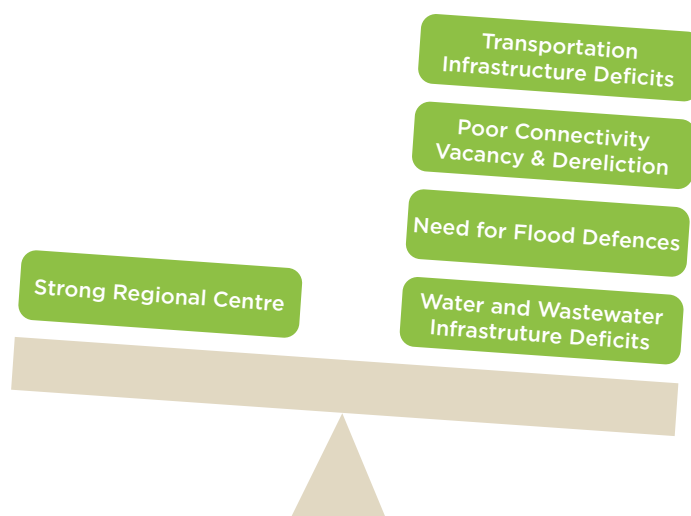 Transportation
Infrastructure Deficits
Poor Connectivity
Vacancy & Dereliction
Need for Flood Defences
Strong Regional Centre
Water and Wastewater
Infrastruture Deficits